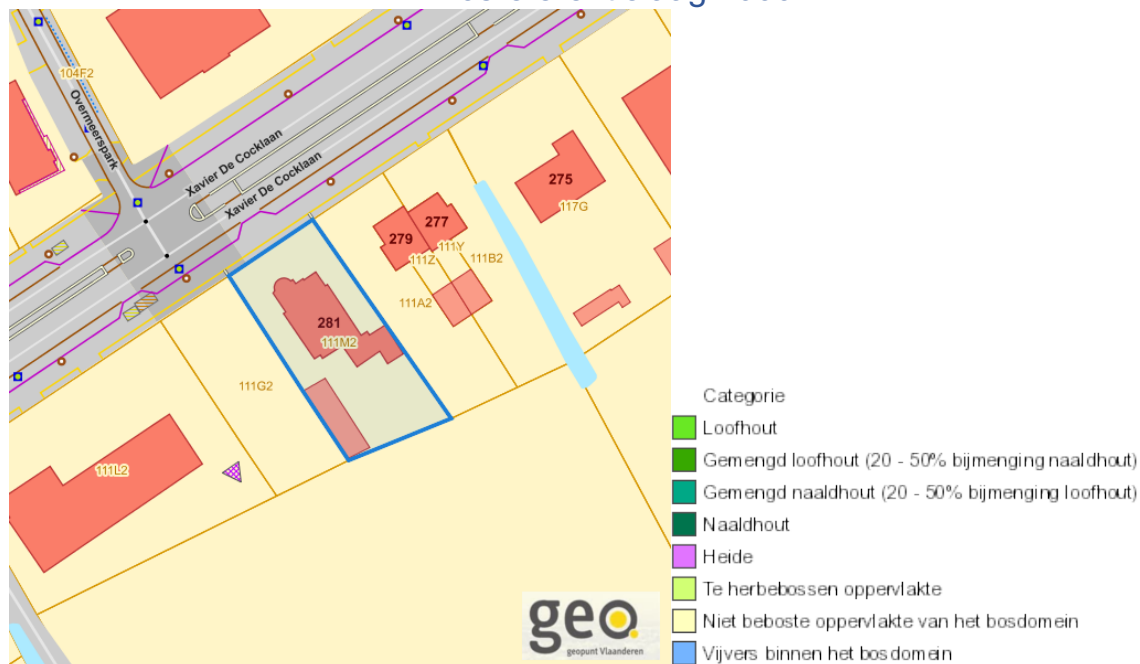 104F2
Overmeerspark
Xavier De Cocklaan
Xavier De Cocklaan
275
117G
277
279
111Y
111Z
111B2
111A2
281
111M2
111G2
111L2
geo.
geopunt Vlaanderen
Categorie
Loofhout
Gemengd loofhout (20 - 50% bijmenging naaldhout)
Gemengd naaldhout (20 - 50% bijmenging loofhout)
Naaldhout
Heide
Te herbebossen oppervlakte
Niet beboste oppervlakte van het bosdomein
Vijvers binnen het bosdomein